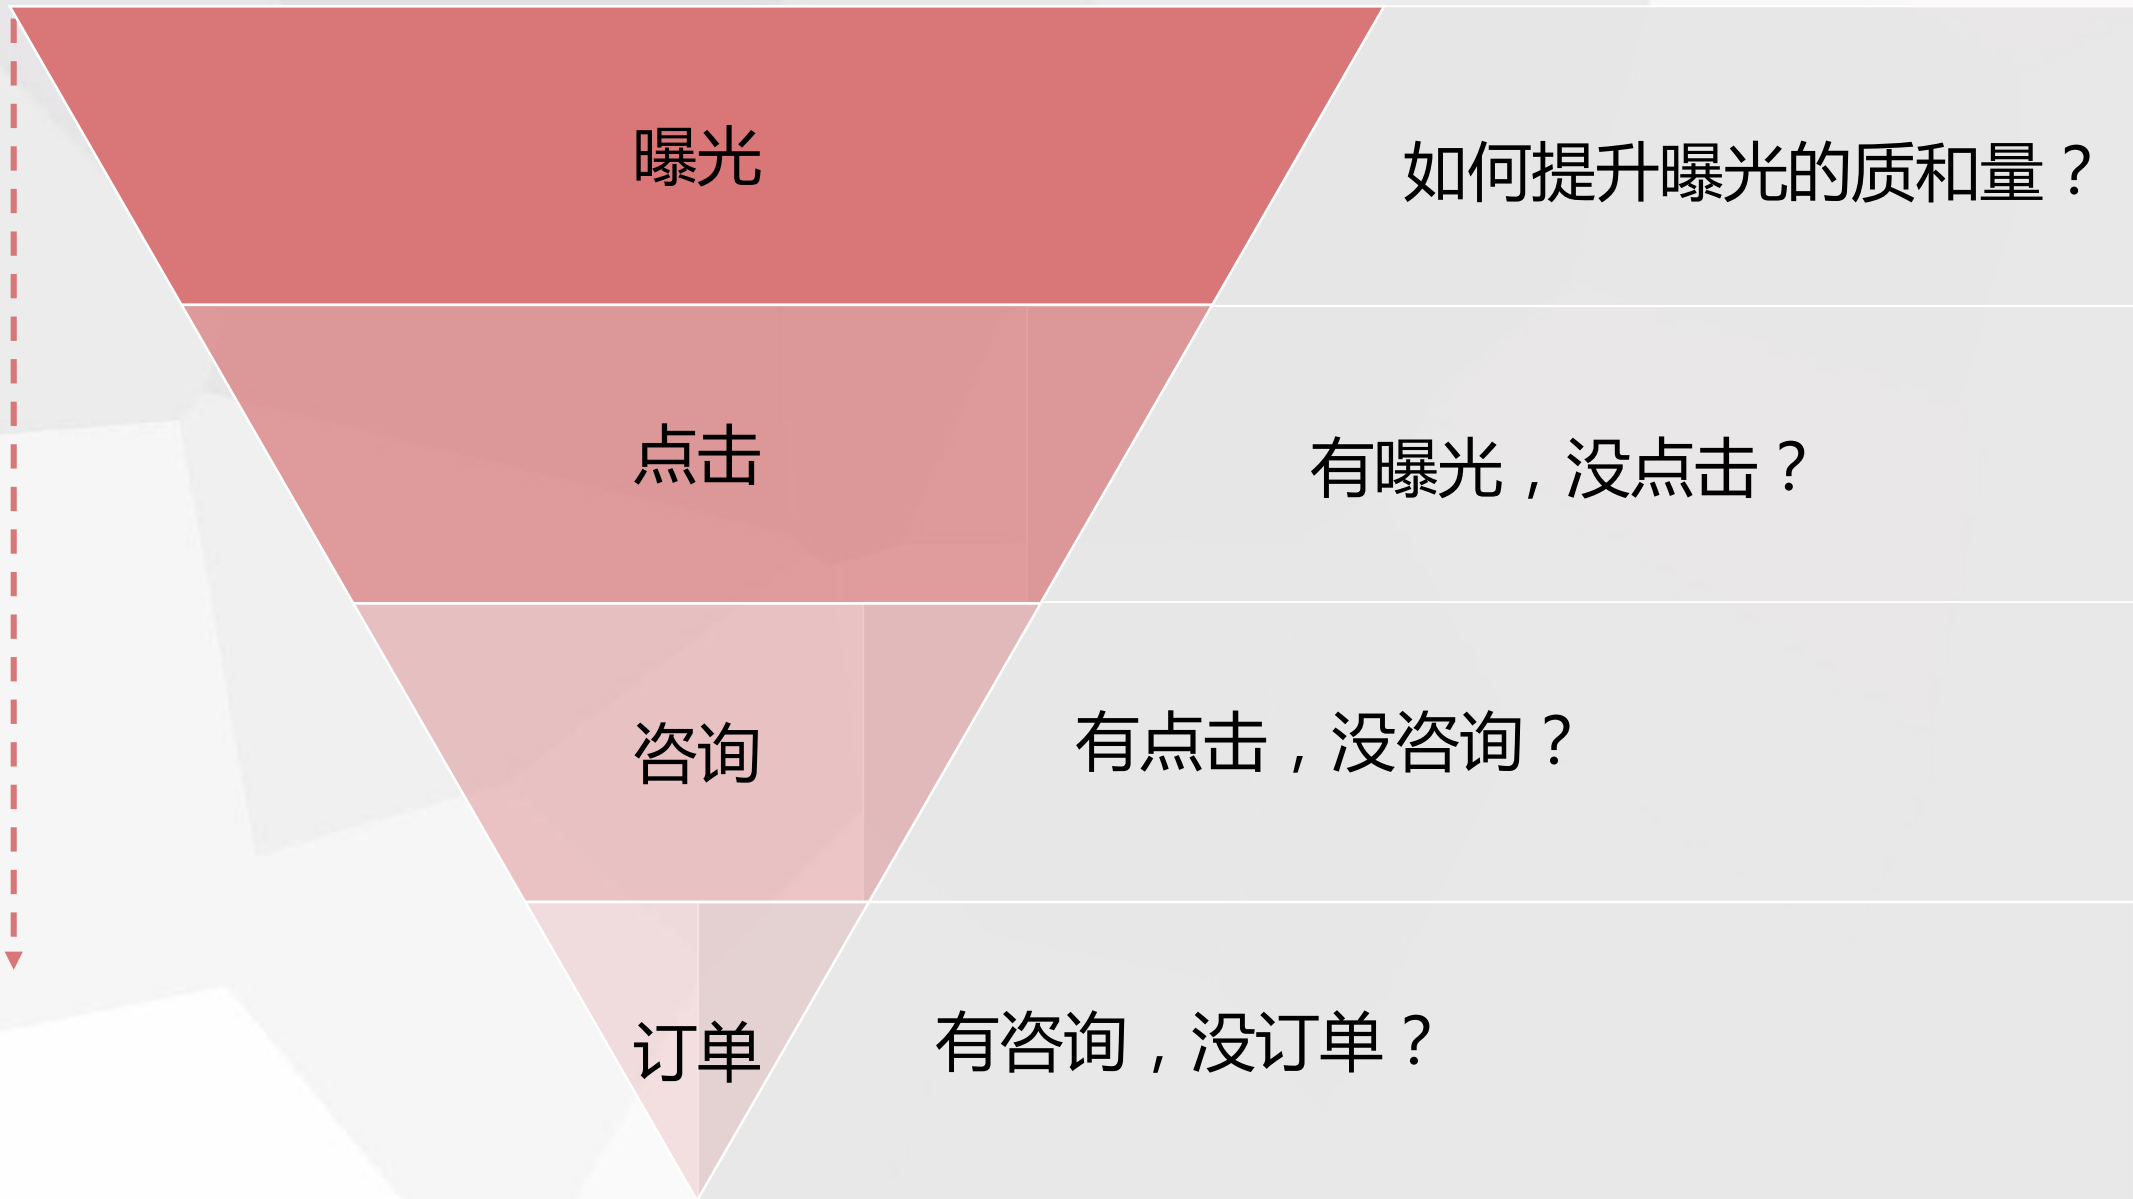 曝光
如何提升曝光的质和量？
点击
有曝光，没点击？
咨询
有点击，没咨询？
订单
有咨询，没订单？